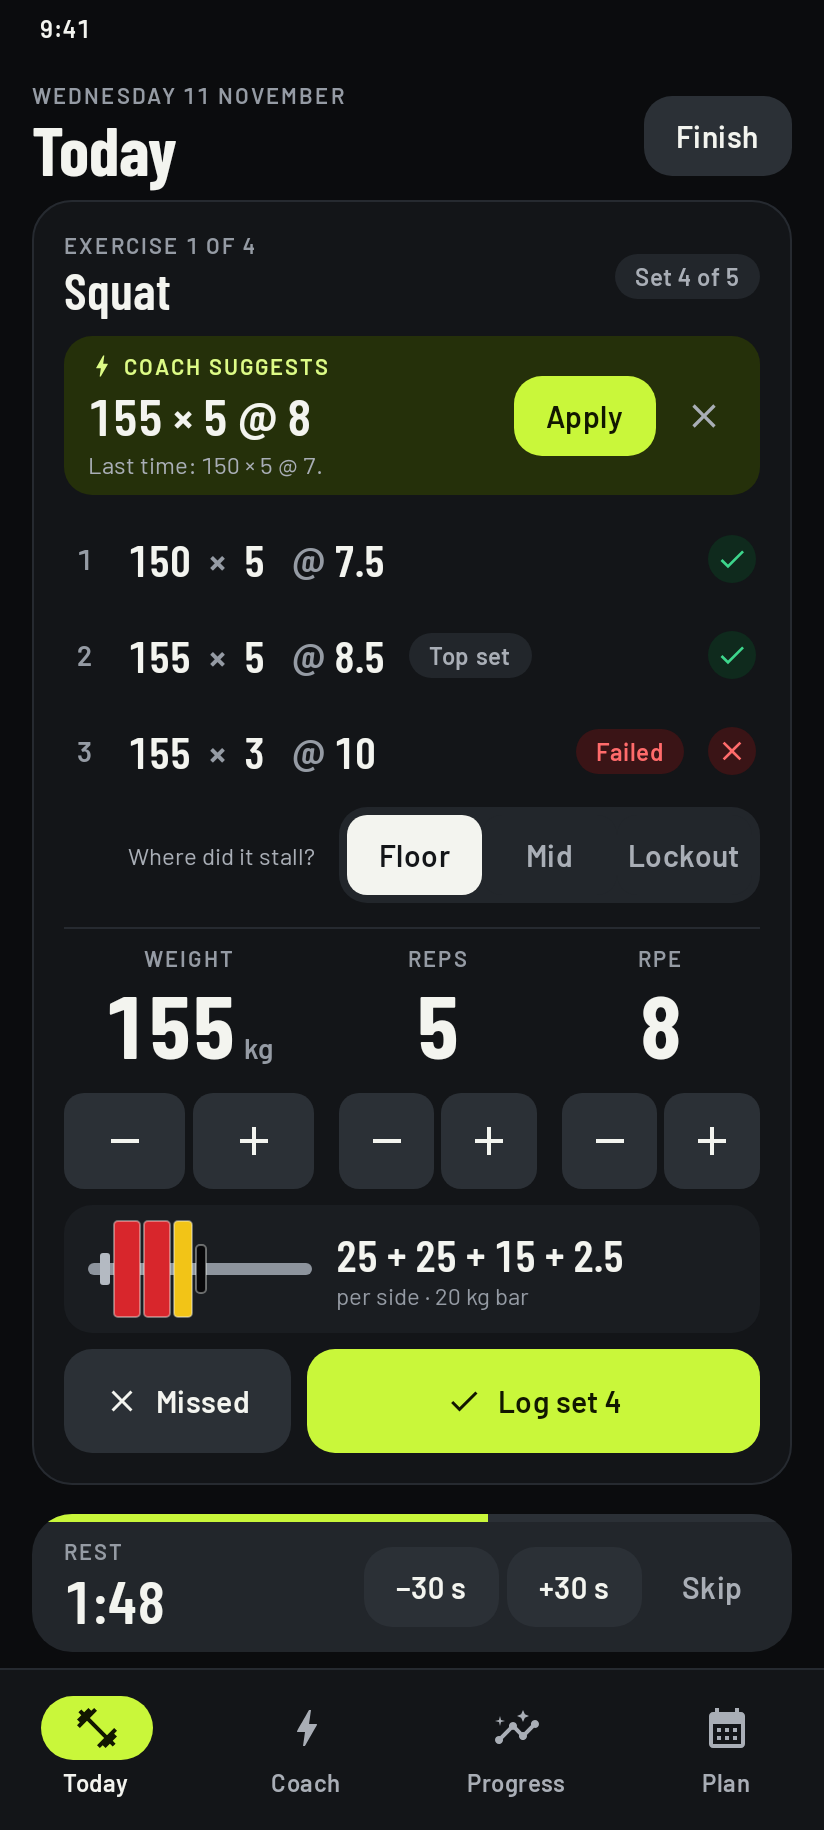 9:41
WEDNESDAY 11 NOVEMBER
Today
Finish
EXERCISE 1 OF 4
Squat
Set 4 of 5
COACH SUGGESTS
155 × 5 @ 8
Last time: 150 × 5 @ 7.
Apply
1 150 × 5 @ 7.5
2 155 × 5 @ 8.5 Top set
3 155 × 3 @ 10 Failed
Where did it stall? Floor Mid Lockout
WEIGHT REPS RPE
155 kg 5 8
− + − + − +
25 + 25 + 15 + 2.5
per side · 20 kg bar
Missed Log set 4
REST
1:48
−30 s +30 s Skip
Today Coach Progress Plan